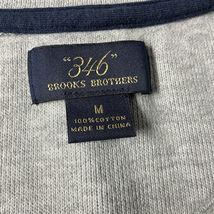 "346"
BROOKS BROTHERS
M
100% COTTON
MADE IN CHINA